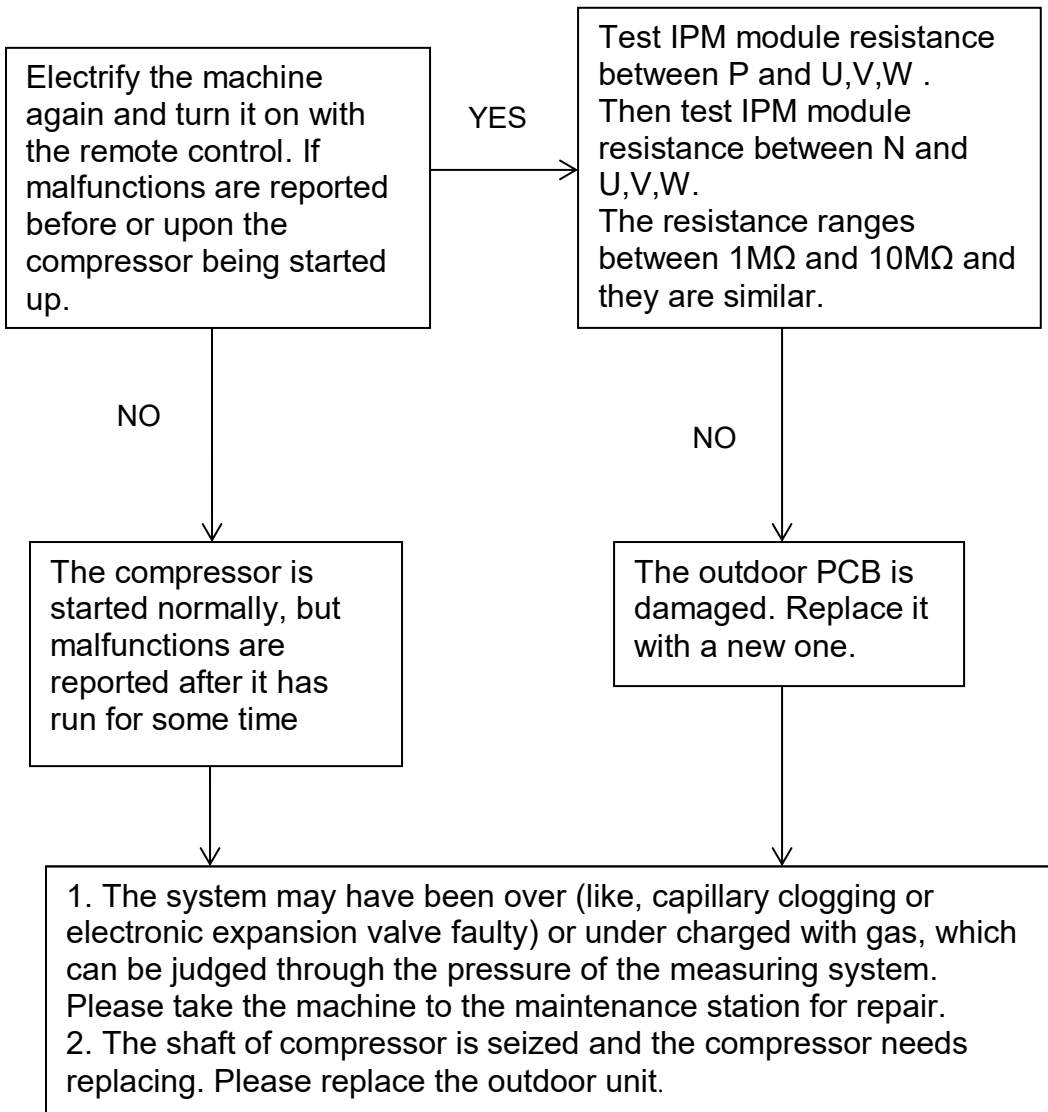 Electrify the machine
again and turn it on with
the remote control. If
malfunctions are reported
before or upon the
compressor being started
up.
YES
Test IPM module resistance
between P and U,V,W .
Then test IPM module
resistance between N and
U,V,W.
The resistance ranges
between 1MΩ and 10MΩ and
they are similar.
NO
NO
The compressor is
started normally, but
malfunctions are
reported after it has
run for some time
The outdoor PCB is
damaged. Replace it
with a new one.
1. The system may have been over (like, capillary clogging or
electronic expansion valve faulty) or under charged with gas, which
can be judged through the pressure of the measuring system.
Please take the machine to the maintenance station for repair.
2. The shaft of compressor is seized and the compressor needs
replacing. Please replace the outdoor unit.